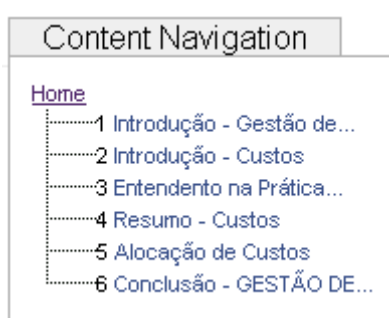 Content Navigation
Home
1 Introdução - Gestão de...
2 Introdução - Custos
3 Entendento na Prática...
4 Resumo - Custos
5 Alocação de Custos
6 Conclusão - GESTÃO DE...